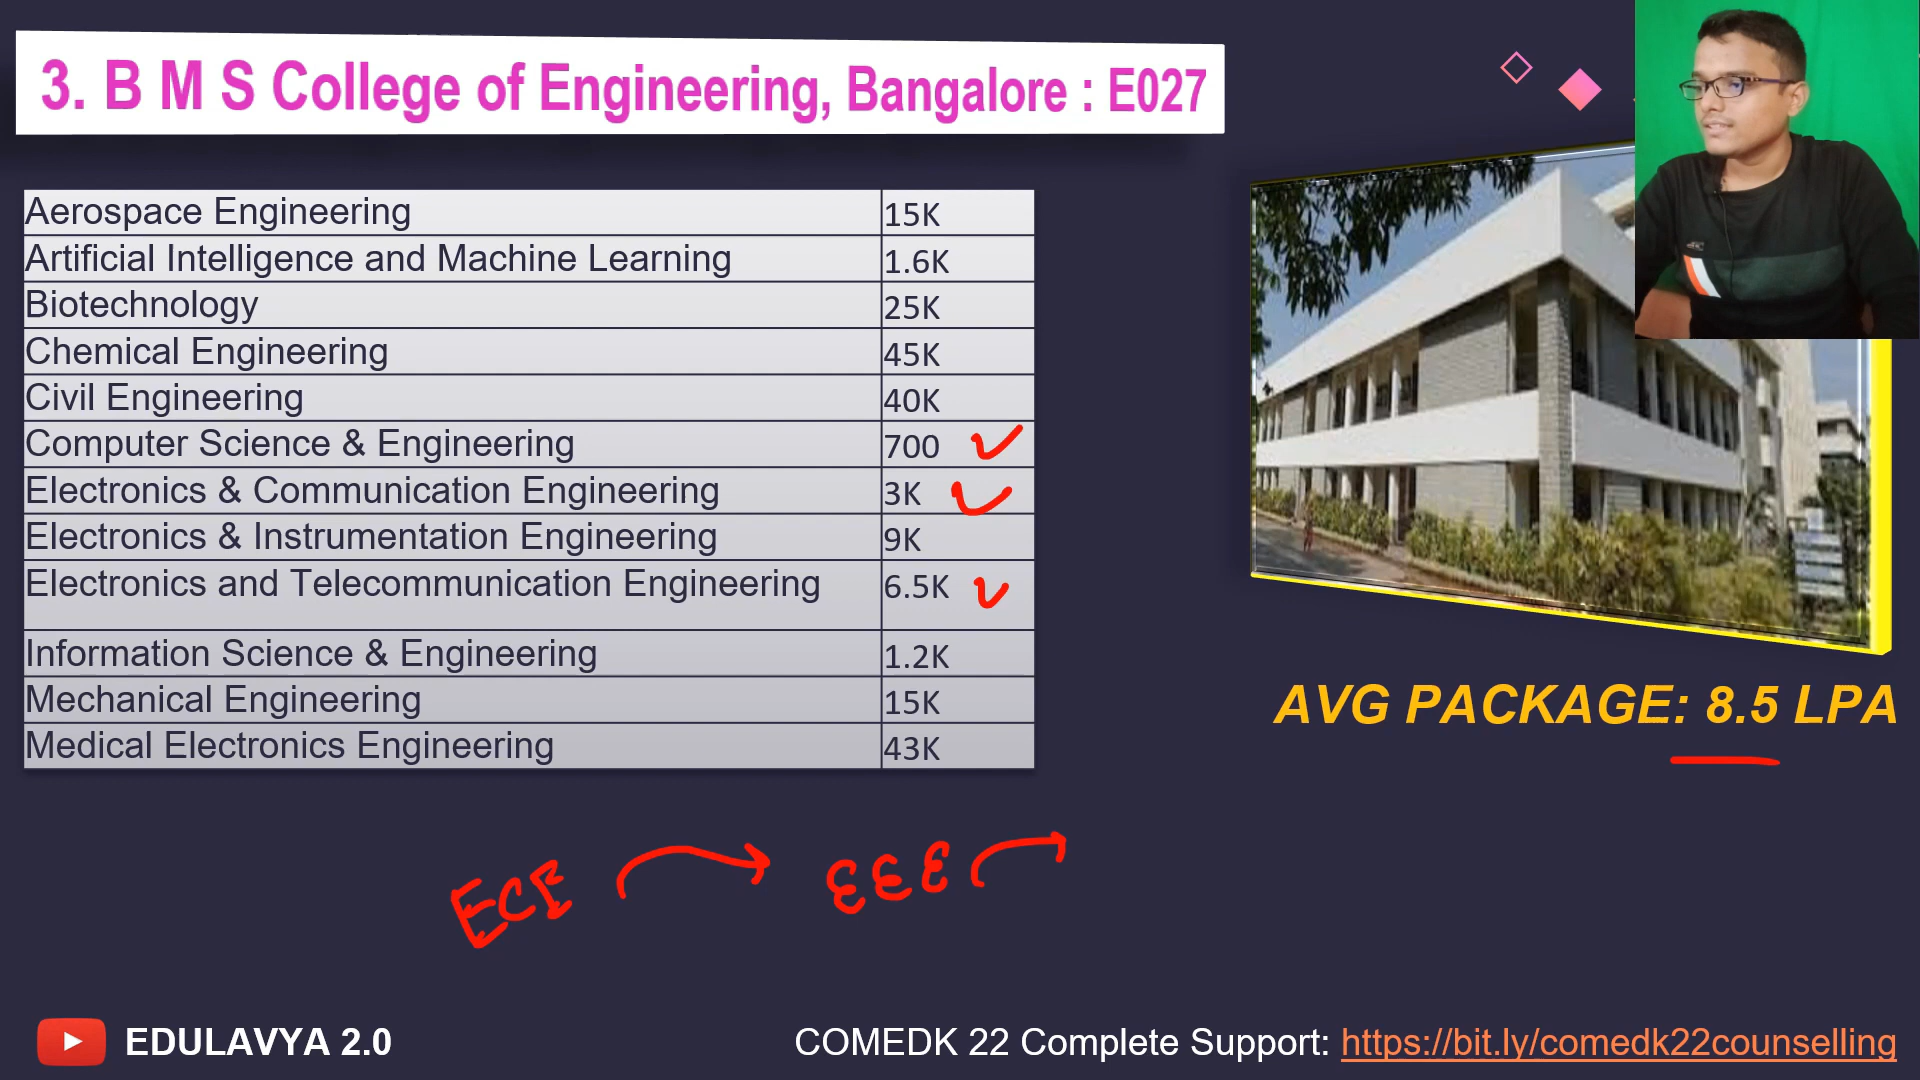 3. B M S College of Engineering, Bangalore : E027
Aerospace Engineering 15K
Artificial Intelligence and Machine Learning 1.6K
Biotechnology 25K
Chemical Engineering 45K
Civil Engineering 40K
Computer Science & Engineering 700
Electronics & Communication Engineering 3K
Electronics & Instrumentation Engineering 9K
Electronics and Telecommunication Engineering 6.5K
Information Science & Engineering 1.2K
Mechanical Engineering 15K
Medical Electronics Engineering 43K
AVG PACKAGE: 8.5 LPA
ECE EEE
EDULAVYA 2.0
COMEDK 22 Complete Support: https://bit.ly/comedk22counselling